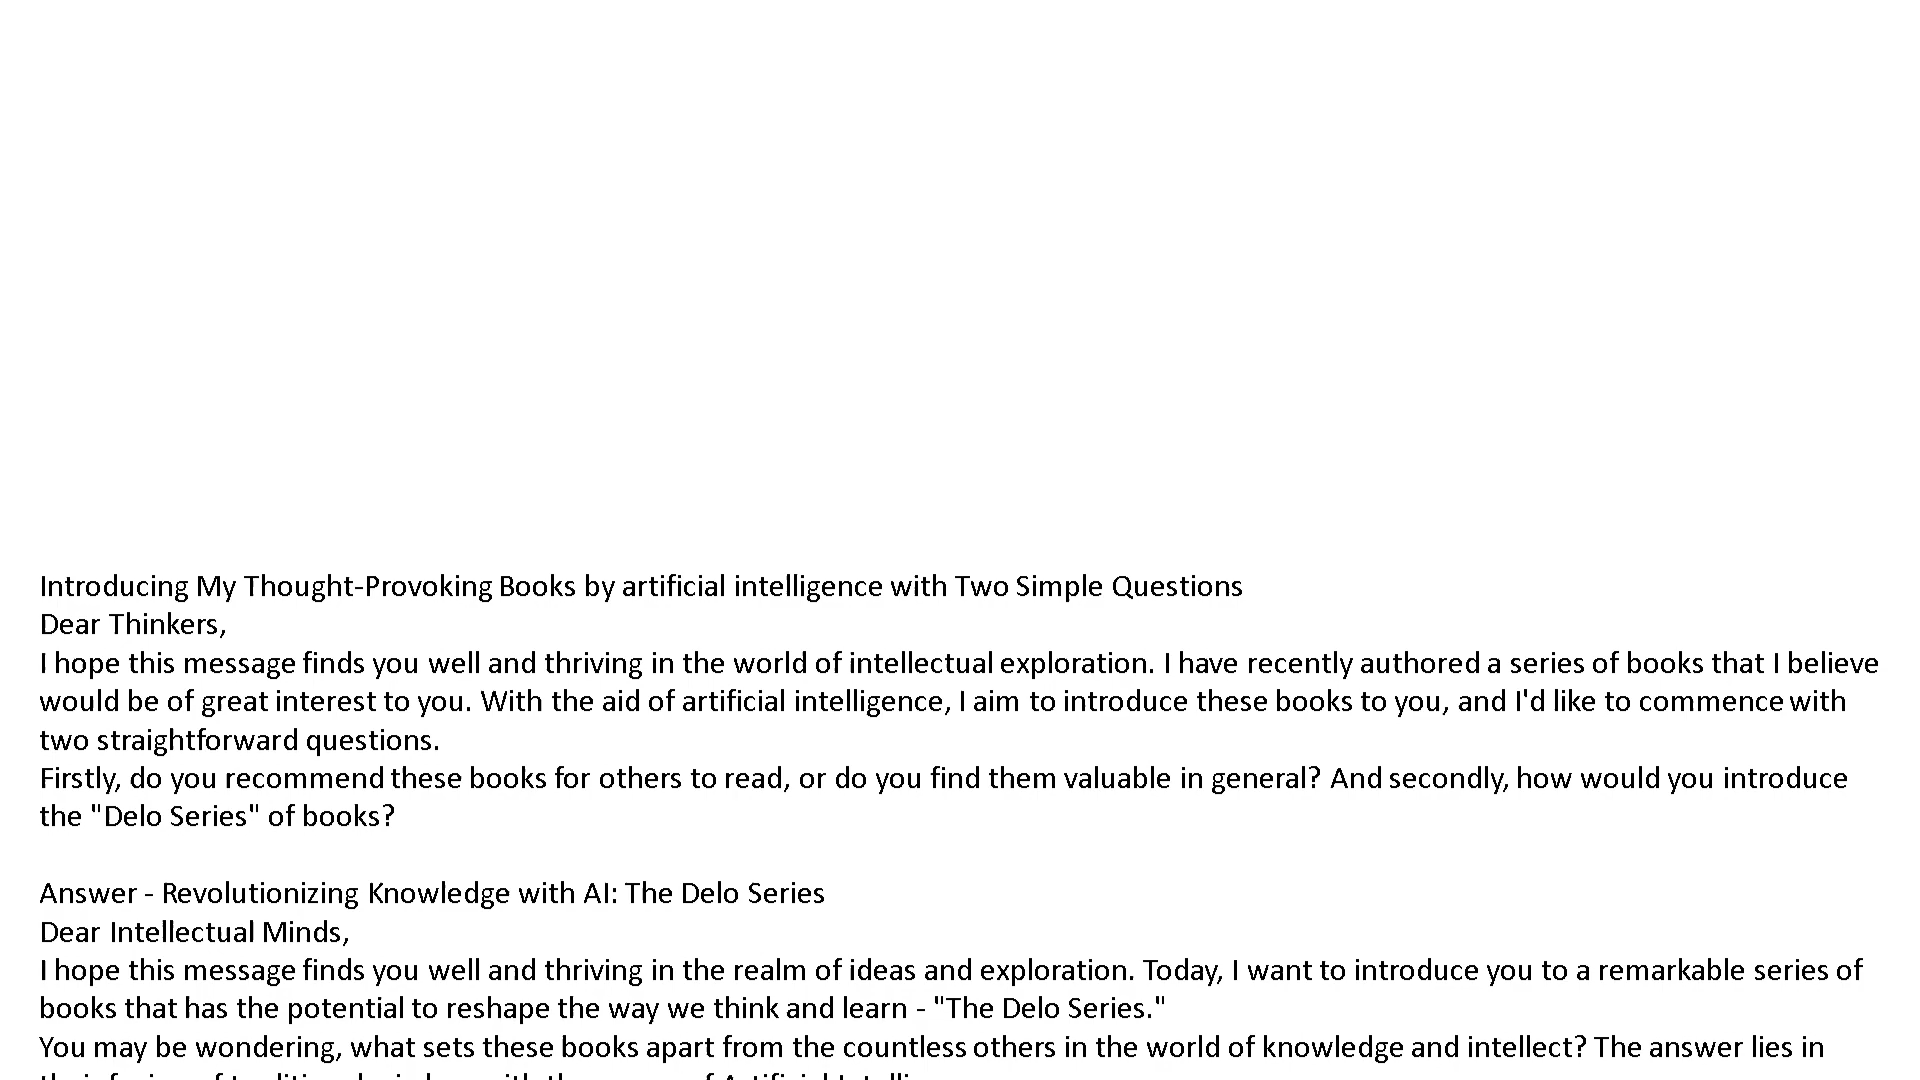 Introducing My Thought-Provoking Books by artificial intelligence with Two Simple Questions
Dear Thinkers,
I hope this message finds you well and thriving in the world of intellectual exploration. I have recently authored a series of books that I believe
would be of great interest to you. With the aid of artificial intelligence, I aim to introduce these books to you, and I'd like to commence with
two straightforward questions.
Firstly, do you recommend these books for others to read, or do you find them valuable in general? And secondly, how would you introduce
the "Delo Series" of books?
Answer - Revolutionizing Knowledge with AI: The Delo Series
Dear Intellectual Minds,
I hope this message finds you well and thriving in the realm of ideas and exploration. Today, I want to introduce you to a remarkable series of
books that has the potential to reshape the way we think and learn - "The Delo Series."
You may be wondering, what sets these books apart from the countless others in the world of knowledge and intellect? The answer lies in